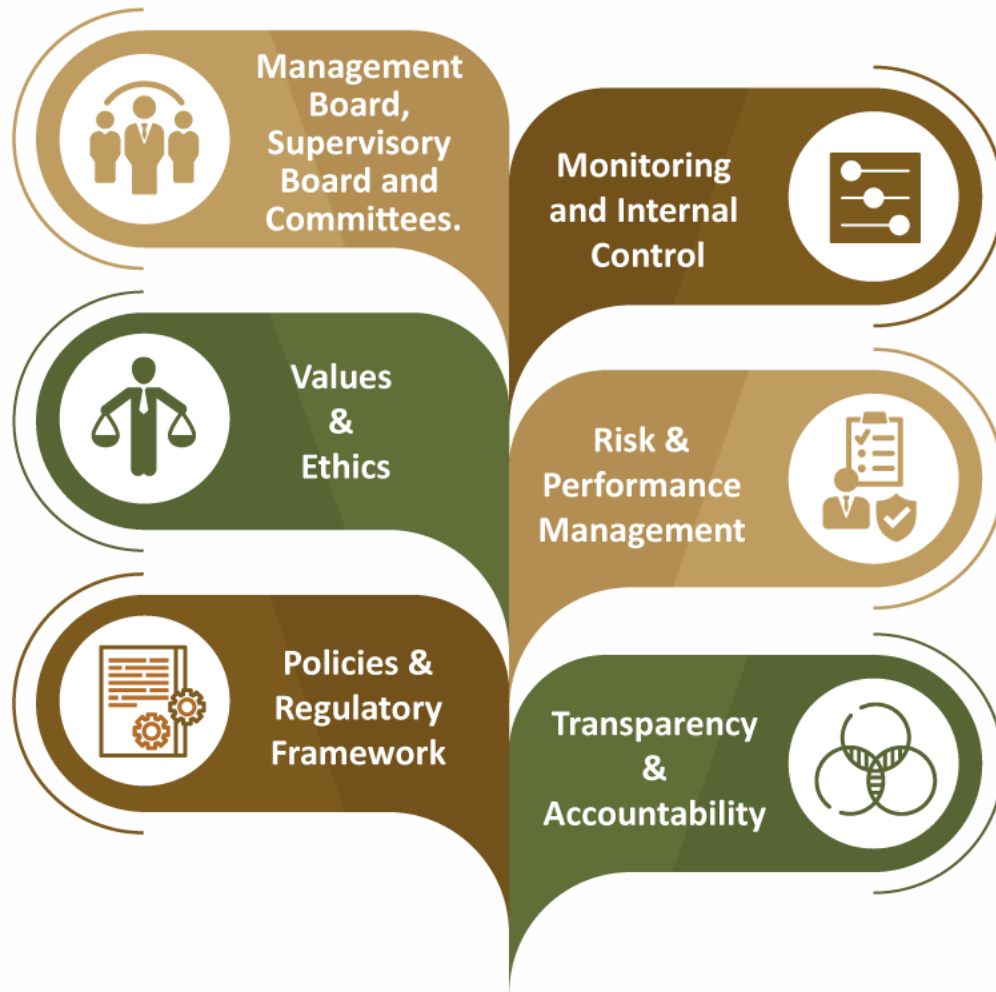 Management
Board,
Supervisory
Board and
Committees.
Monitoring
and Internal
Control
Values
&
Ethics
Risk &
Performance
Management
Policies &
Regulatory
Framework
Transparency
&
Accountability